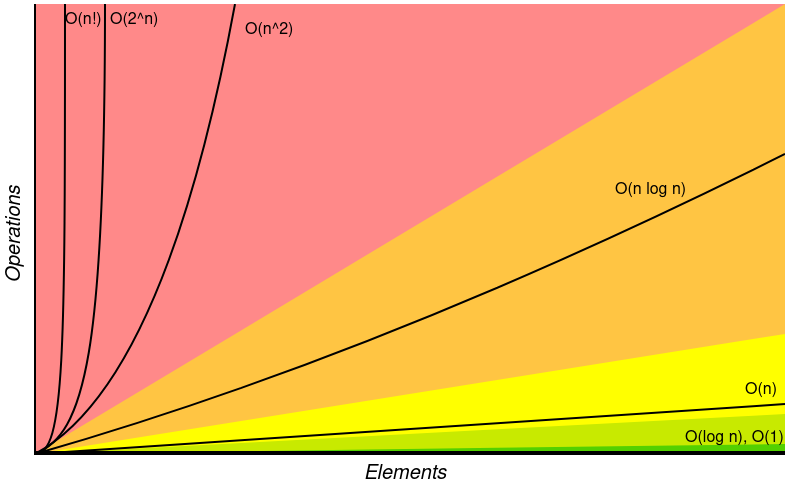 O(n!)
O(2^n)
O(n^2)
O(n log n)
O(n)
O(log n), O(1)
Operations
Elements